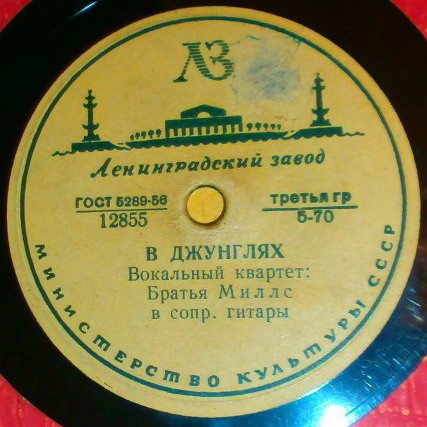 ЛЗ
Ленинградский завод
ГОСТ 5289-56
12855
третья гр
5-70
В ДЖУНГЛЯХ
Вокальный квартет:
Братья Миллс
в сопр. гитары
МИНИСТЕРСТВО КУЛЬТУРЫ СССР